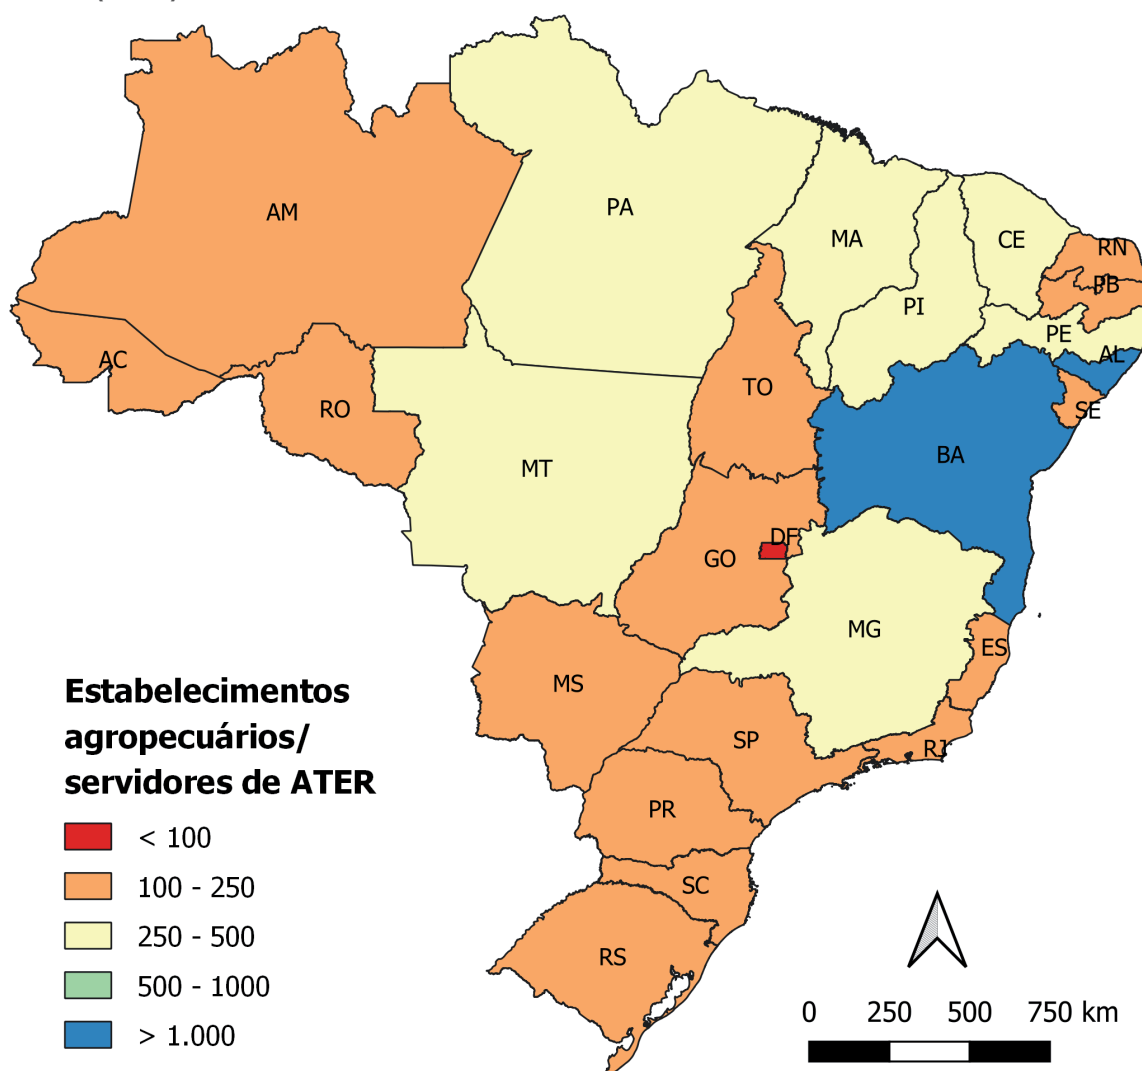 AM
PA
MA
CE
RN
PB
PI
PE
AL
AC
RO
TO
SE
MT
BA
DF
GO
MG
ES
MS
SP
RJ
PR
SC
RS
Estabelecimentos
agropecuários/
servidores de ATER
< 100
100 - 250
250 - 500
500 - 1000
> 1.000
0 250 500 750 km